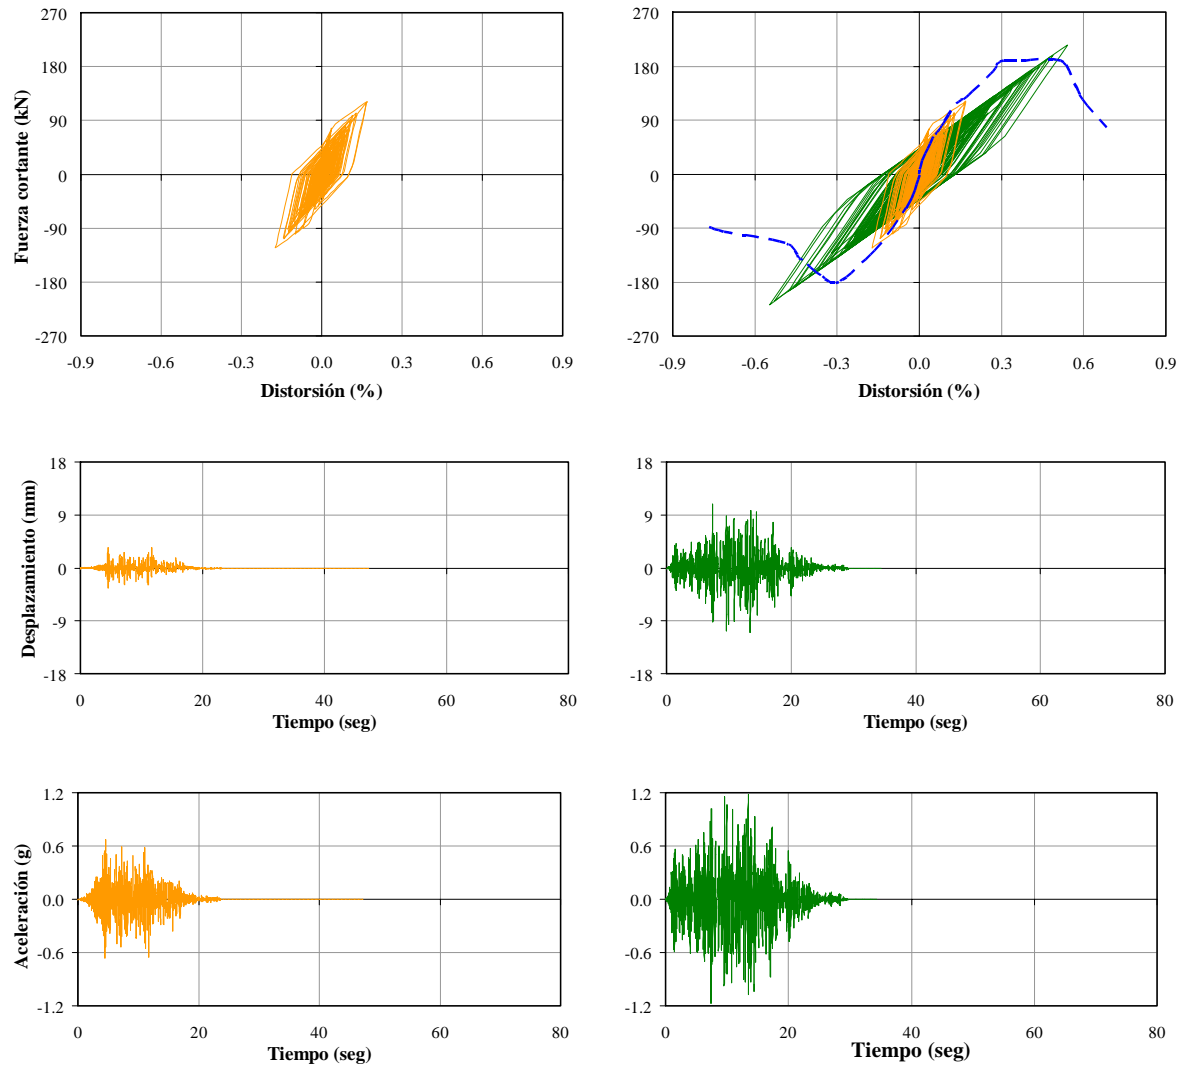 270
180
90
0
-90
-180
-270
Fuerza cortante (kN)
-0.9 -0.6 -0.3 0.0 0.3 0.6 0.9
Distorsión (%)
270
180
90
0
-90
-180
-270
-0.9 -0.6 -0.3 0.0 0.3 0.6 0.9
Distorsión (%)
18
9
0
-9
-18
Desplazamiento (mm)
0 20 40 60 80
Tiempo (seg)
18
9
0
-9
-18
0 20 40 60 80
Tiempo (seg)
1.2
0.6
0.0
-0.6
-1.2
Aceleración (g)
0 20 40 60 80
Tiempo (seg)
1.2
0.6
0.0
-0.6
-1.2
0 20 40 60 80
Tiempo (seg)